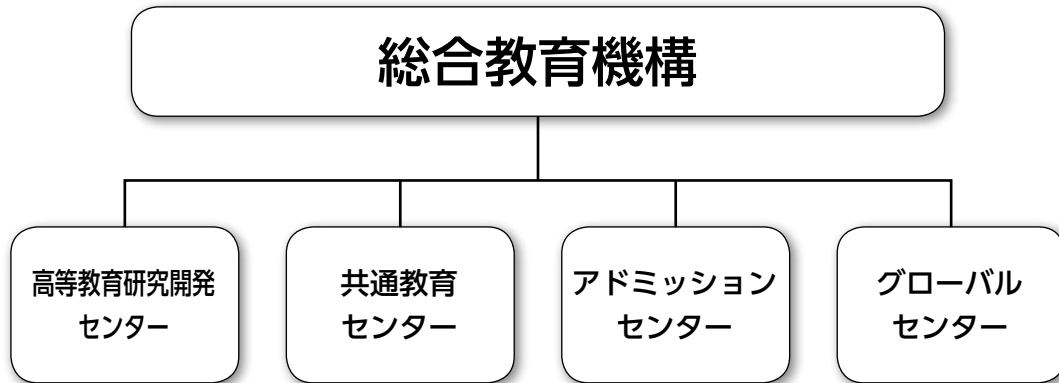 総合教育機構
高等教育研究開発
センター
共通教育
センター
アドミッション
センター
グローバル
センター